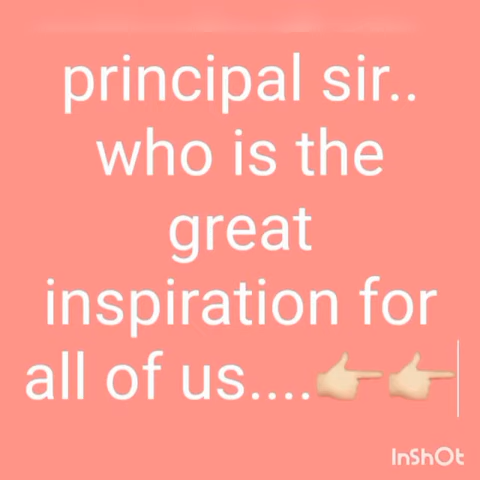 principal sir..
who is the
great
inspiration for
all of us....👉🏼👉🏼
InShOt